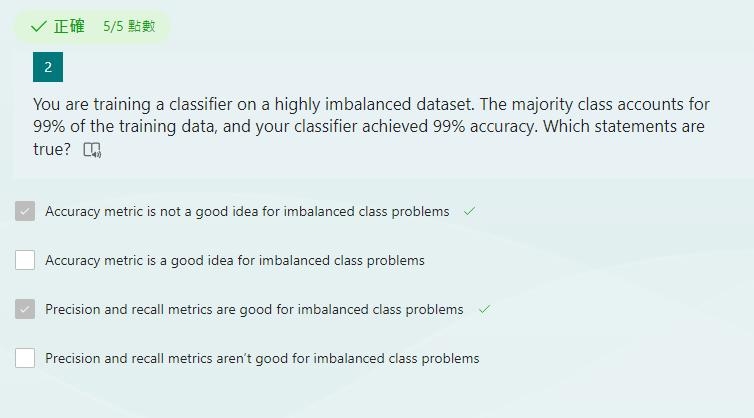 正確 5/5 點數
2
You are training a classifier on a highly imbalanced dataset. The majority class accounts for
99% of the training data, and your classifier achieved 99% accuracy. Which statements are
true?
Accuracy metric is not a good idea for imbalanced class problems
Accuracy metric is a good idea for imbalanced class problems
Precision and recall metrics are good for imbalanced class problems
Precision and recall metrics aren't good for imbalanced class problems